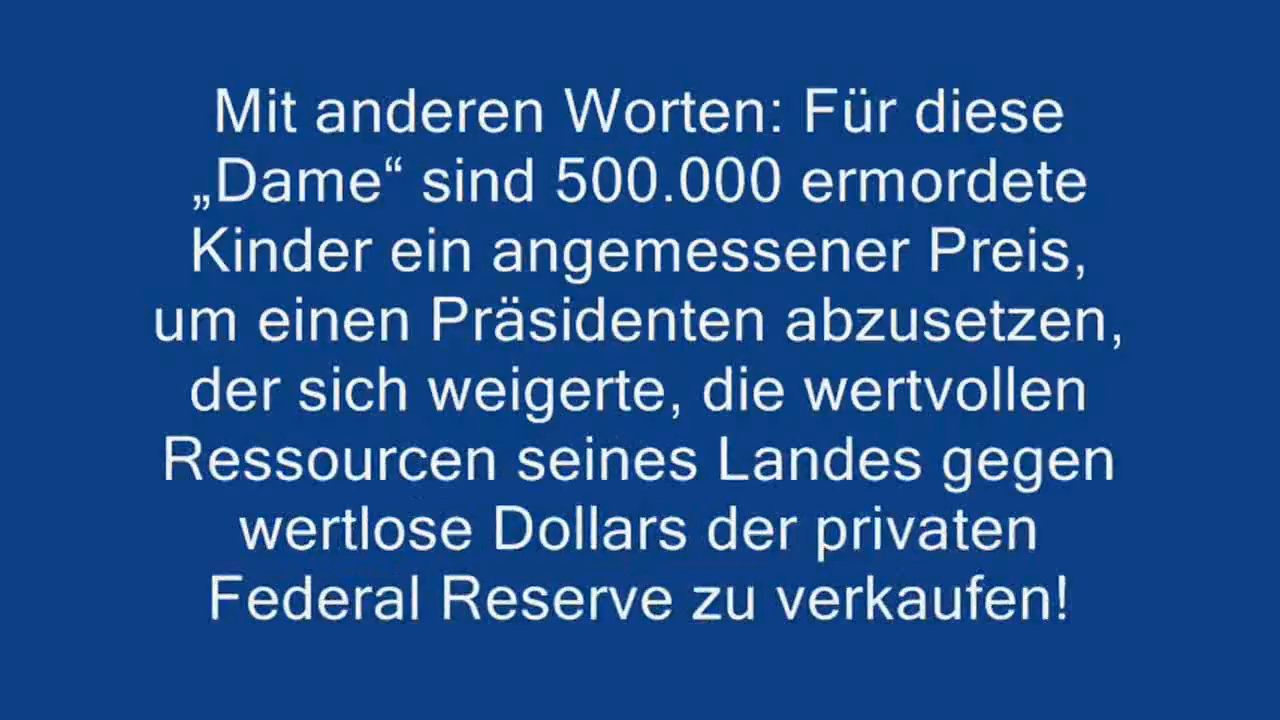 Mit anderen Worten: Für diese
„Dame“ sind 500.000 ermordete
Kinder ein angemessener Preis,
um einen Präsidenten abzusetzen,
der sich weigerte, die wertvollen
Ressourcen seines Landes gegen
wertlose Dollars der privaten
Federal Reserve zu verkaufen!